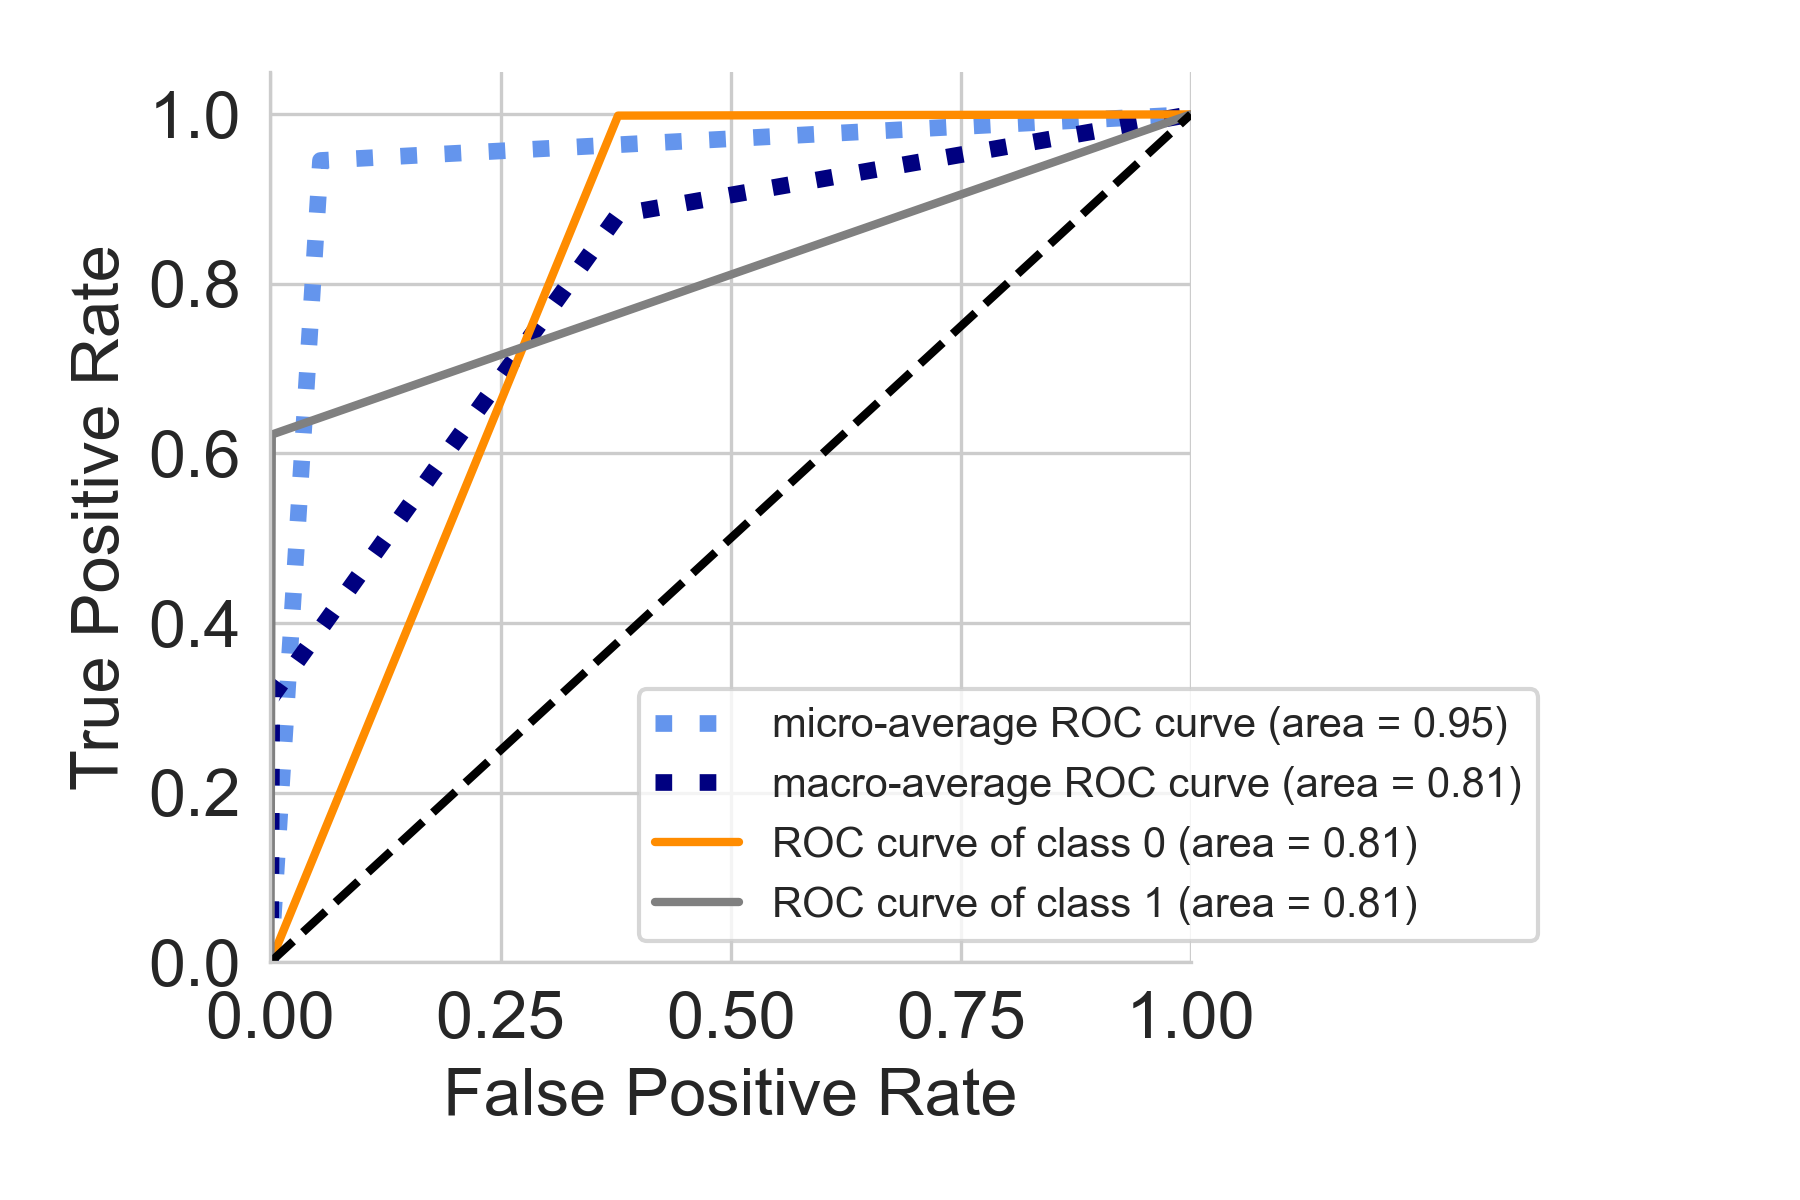 1.0
0.8
0.6
0.4
0.2
0.0
True Positive Rate
0.00 0.25 0.50 0.75 1.00
False Positive Rate
micro-average ROC curve (area = 0.95)
macro-average ROC curve (area = 0.81)
ROC curve of class 0 (area = 0.81)
ROC curve of class 1 (area = 0.81)